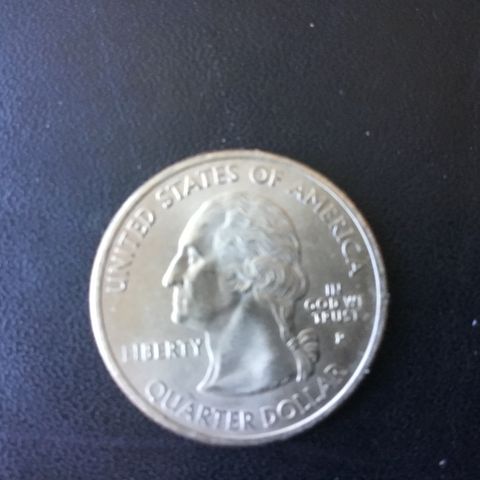 UNITED STATES OF AMERICA
IN
GOD WE
TRUST
P
LIBERTY
QUARTER DOLLAR